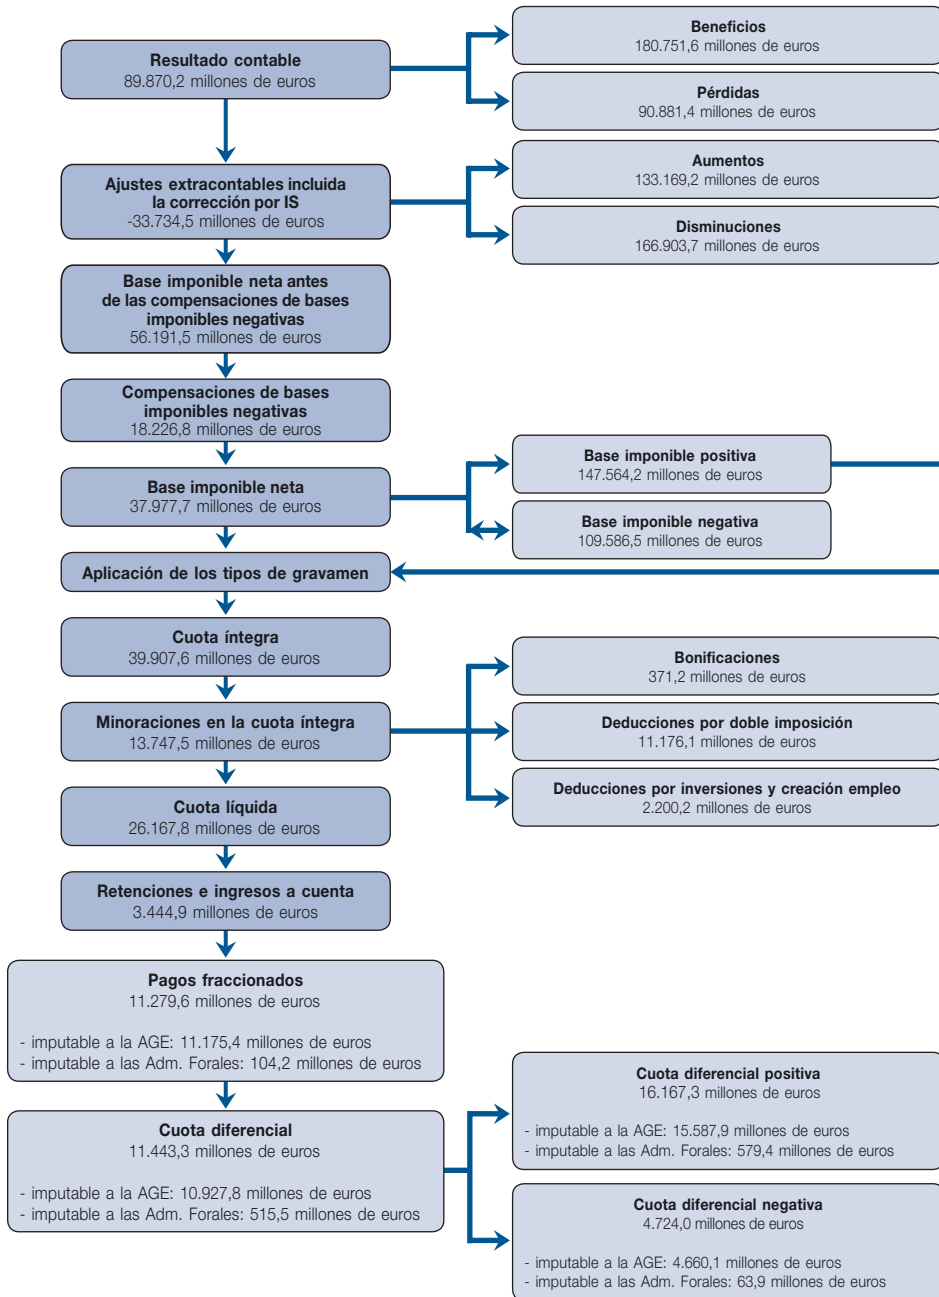 Resultado contable
89.870,2 millones de euros
Beneficios
180.751,6 millones de euros
Pérdidas
90.881,4 millones de euros
Ajustes extracontables incluida
la corrección por IS
-33.734,5 millones de euros
Aumentos
133.169,2 millones de euros
Disminuciones
166.903,7 millones de euros
Base imponible neta antes
de las compensaciones de bases
imponibles negativas
56.191,5 millones de euros
Compensaciones de bases
imponibles negativas
18.226,8 millones de euros
Base imponible neta
37.977,7 millones de euros
Base imponible positiva
147.564,2 millones de euros
Base imponible negativa
109.586,5 millones de euros
Aplicación de los tipos de gravamen
Cuota íntegra
39.907,6 millones de euros
Minoraciones en la cuota íntegra
13.747,5 millones de euros
Bonificaciones
371,2 millones de euros
Deducciones por doble imposición
11.176,1 millones de euros
Deducciones por inversiones y creación empleo
2.200,2 millones de euros
Cuota líquida
26.167,8 millones de euros
Retenciones e ingresos a cuenta
3.444,9 millones de euros
Pagos fraccionados
11.279,6 millones de euros
- imputable a la AGE: 11.175,4 millones de euros
- imputable a las Adm. Forales: 104,2 millones de euros
Cuota diferencial
11.443,3 millones de euros
- imputable a la AGE: 10.927,8 millones de euros
- imputable a las Adm. Forales: 515,5 millones de euros
Cuota diferencial positiva
16.167,3 millones de euros
- imputable a la AGE: 15.587,9 millones de euros
- imputable a las Adm. Forales: 579,4 millones de euros
Cuota diferencial negativa
4.724,0 millones de euros
- imputable a la AGE: 4.660,1 millones de euros
- imputable a las Adm. Forales: 63,9 millones de euros